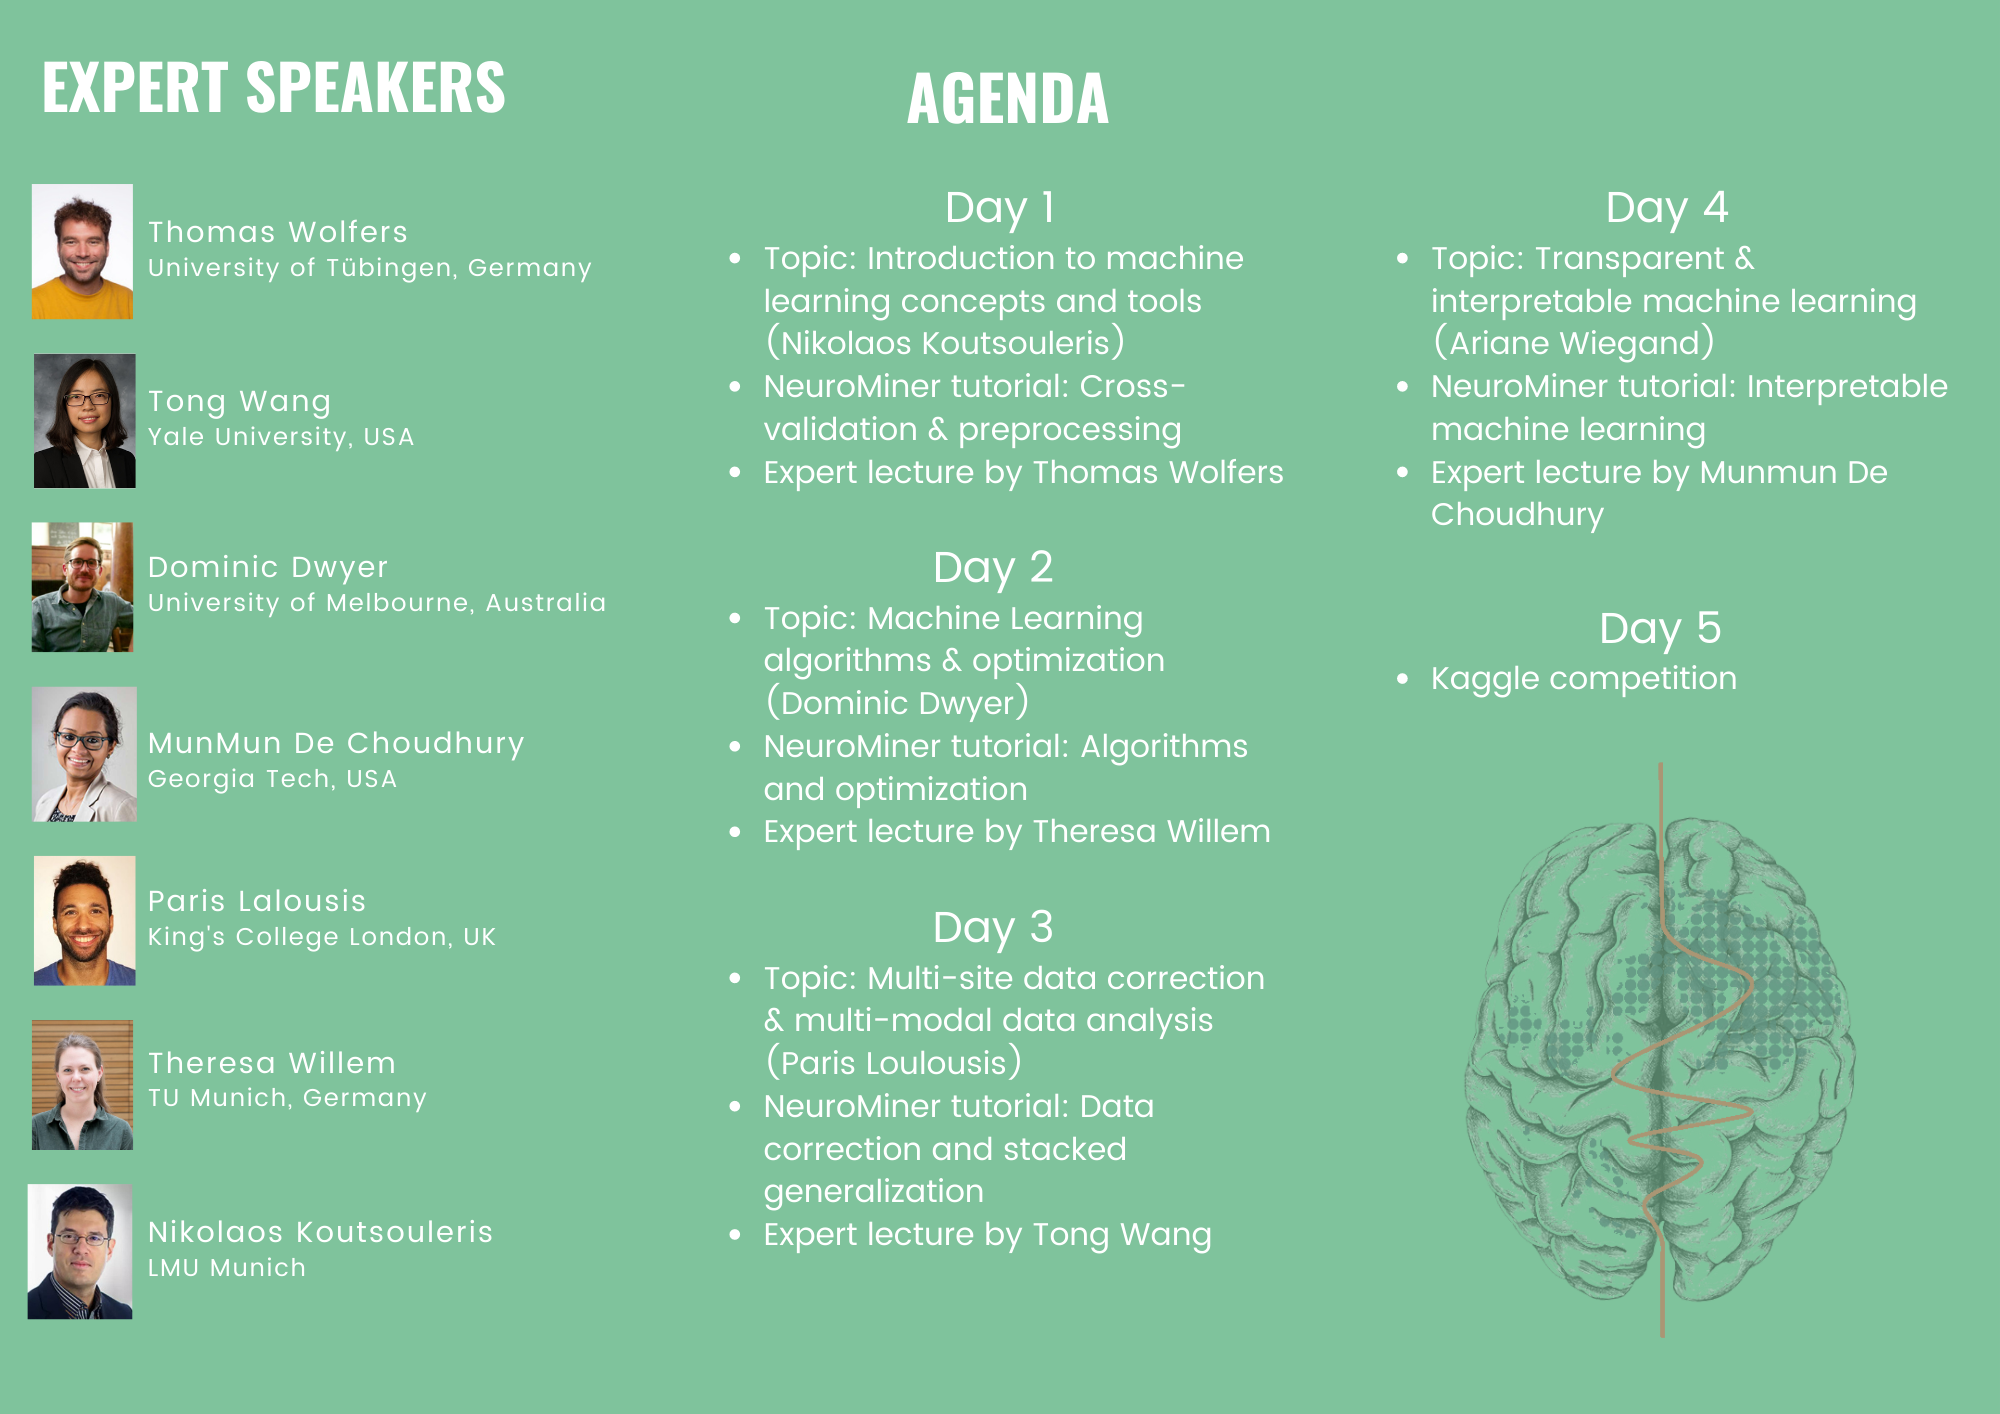 EXPERT SPEAKERS
Thomas Wolfers
University of Tübingen, Germany
Tong Wang
Yale University, USA
Dominic Dwyer
University of Melbourne, Australia
MunMun De Choudhury
Georgia Tech, USA
Paris Lalousis
King's College London, UK
Theresa Willem
TU Munich, Germany
Nikolaos Koutsouleris
LMU Munich
AGENDA
Day 1
• Topic: Introduction to machine
learning concepts and tools
(Nikolaos Koutsouleris)
• NeuroMiner tutorial: Cross-
validation & preprocessing
• Expert lecture by Thomas Wolfers
Day 2
• Topic: Machine Learning
algorithms & optimization
(Dominic Dwyer)
• NeuroMiner tutorial: Algorithms
and optimization
• Expert lecture by Theresa Willem
Day 3
• Topic: Multi-site data correction
& multi-modal data analysis
(Paris Loulousis)
• NeuroMiner tutorial: Data
correction and stacked
generalization
• Expert lecture by Tong Wang
Day 4
• Topic: Transparent &
interpretable machine learning
(Ariane Wiegand)
• NeuroMiner tutorial: Interpretable
machine learning
• Expert lecture by Munmun De
Choudhury
Day 5
• Kaggle competition